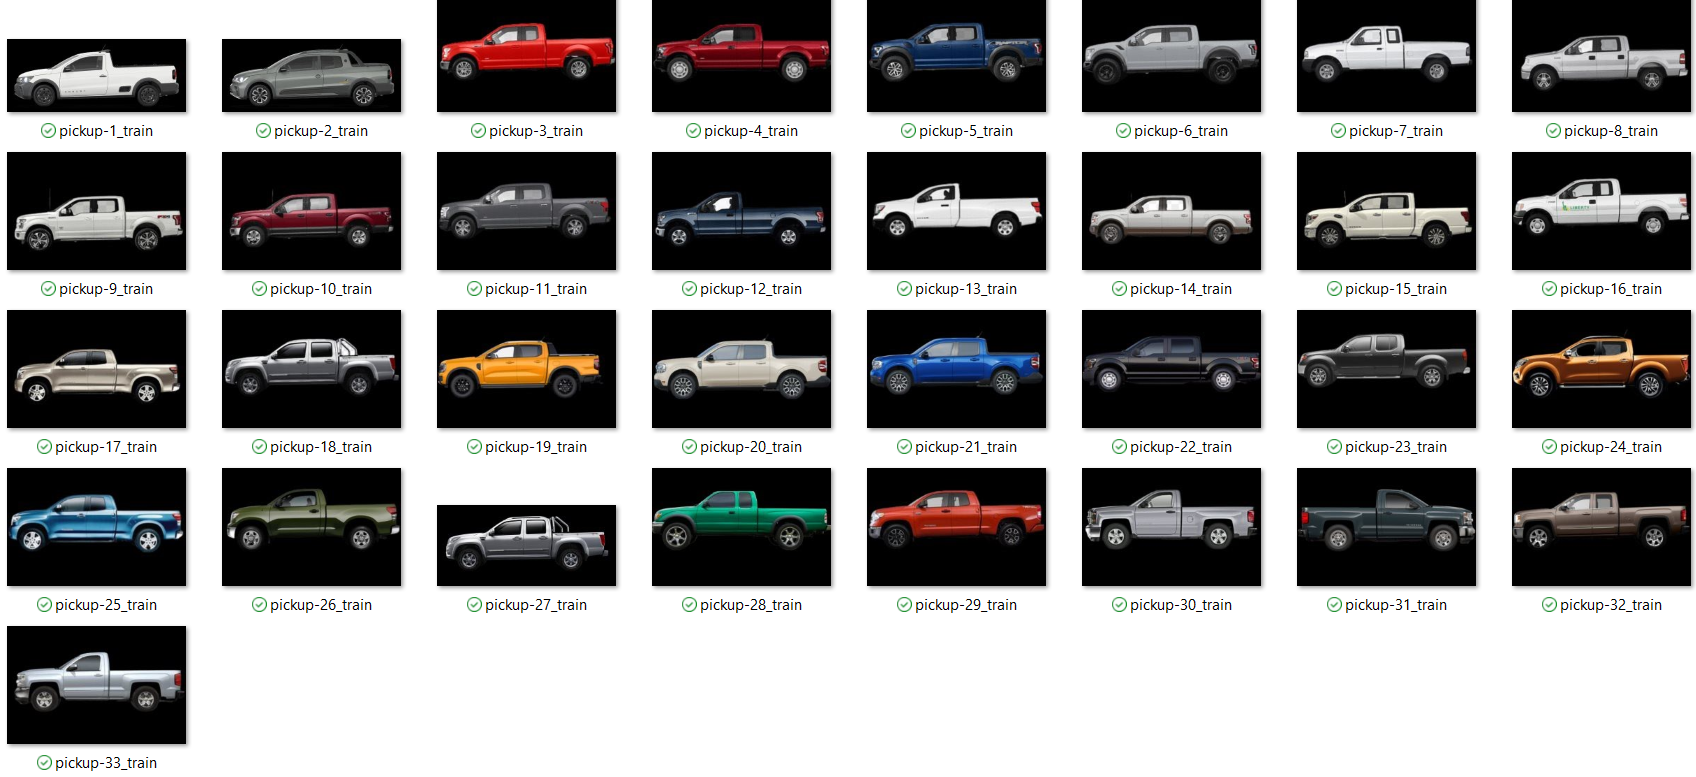 pickup-1_train
pickup-2_train
pickup-3_train
pickup-4_train
pickup-5_train
pickup-6_train
pickup-7_train
pickup-8_train
pickup-9_train
pickup-10_train
pickup-11_train
pickup-12_train
pickup-13_train
pickup-14_train
pickup-15_train
LIBERTY
pickup-16_train
pickup-17_train
pickup-18_train
pickup-19_train
pickup-20_train
pickup-21_train
pickup-22_train
pickup-23_train
pickup-24_train
pickup-25_train
pickup-26_train
pickup-27_train
pickup-28_train
pickup-29_train
pickup-30_train
pickup-31_train
pickup-32_train
pickup-33_train